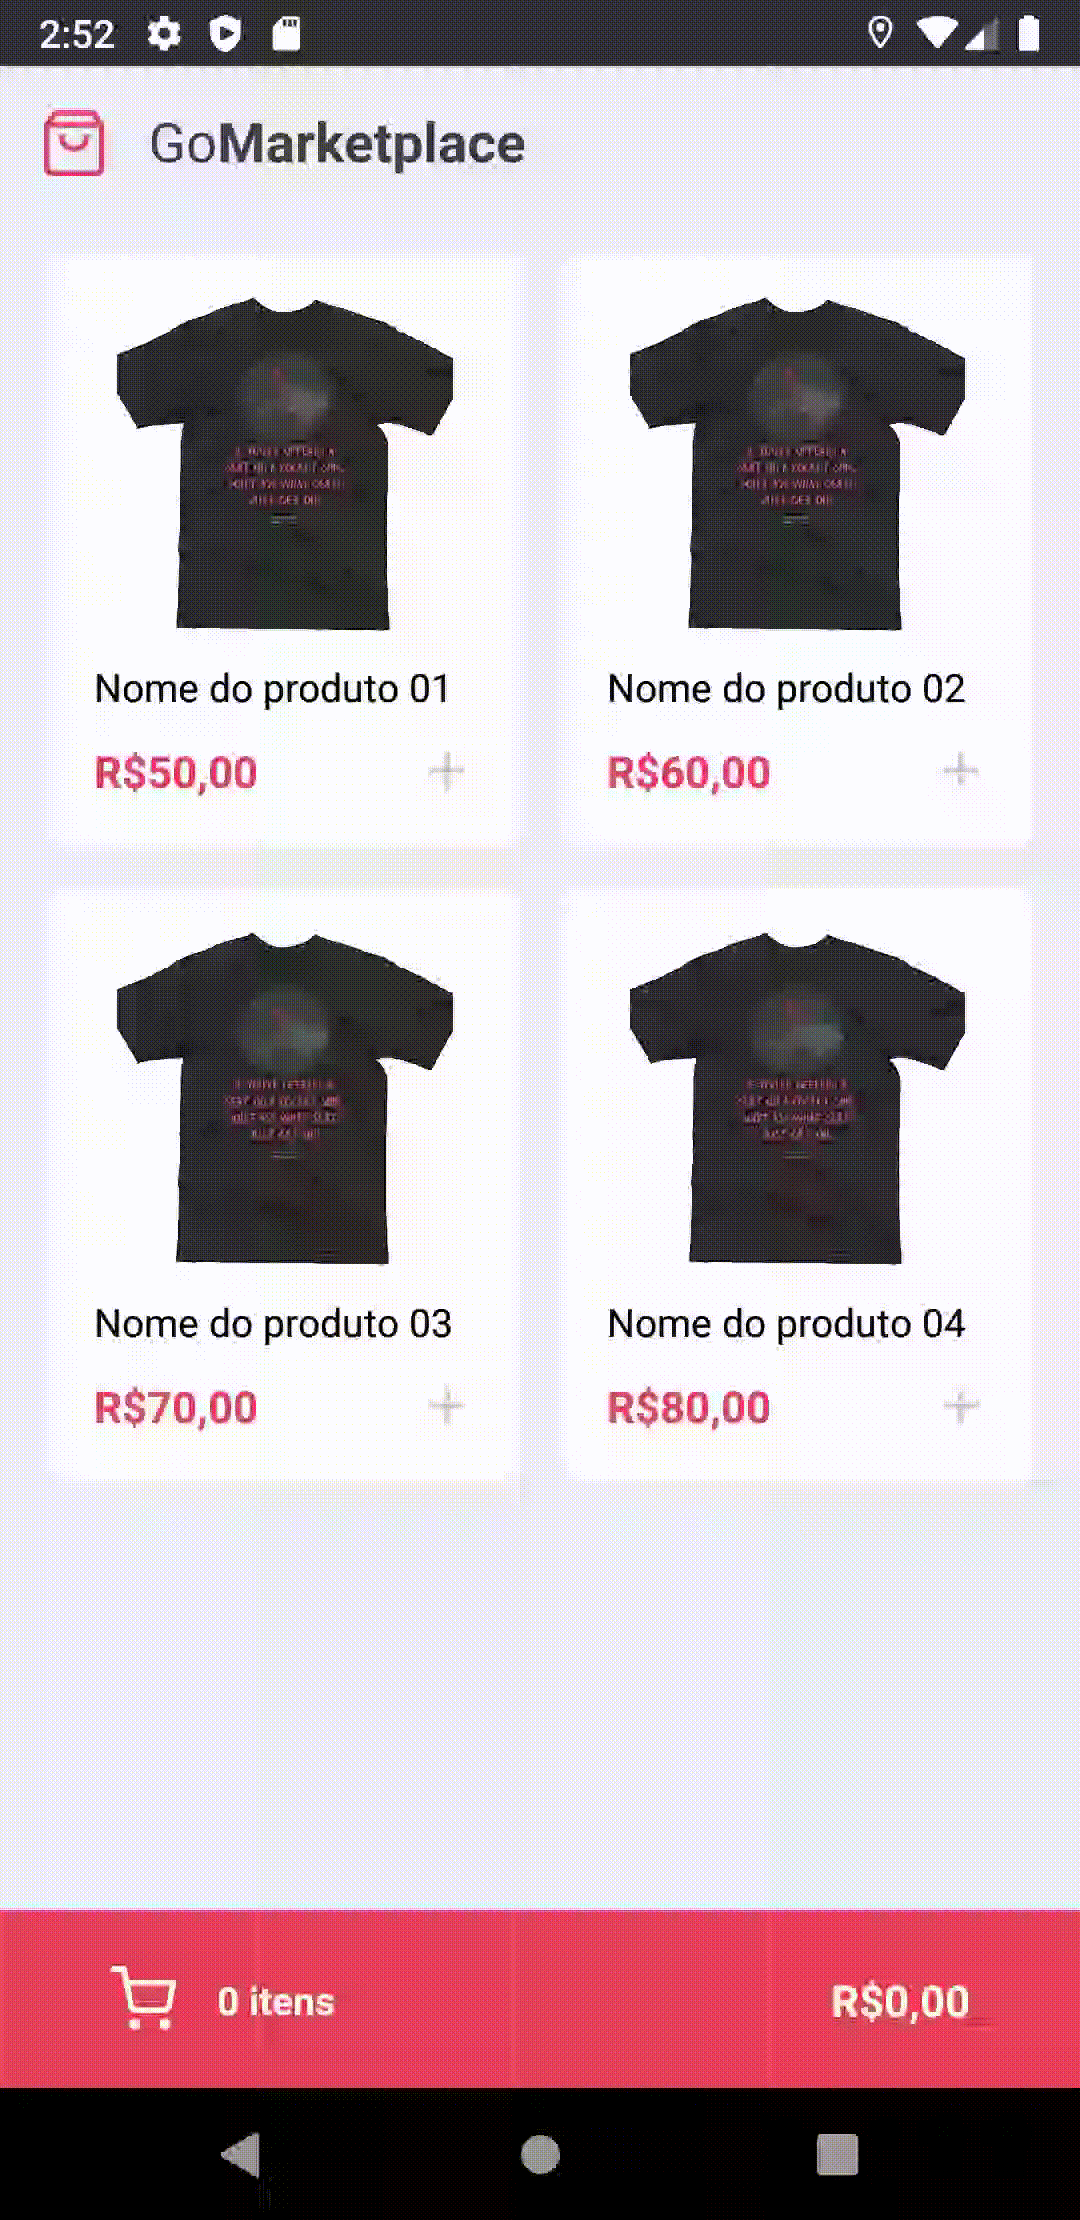 2:52
GoMarketplace
Nome do produto 01
Nome do produto 02
R$50,00
+
R$60,00
+
Nome do produto 03
Nome do produto 04
R$70,00
+
R$80,00
+
0 itens
R$0,00